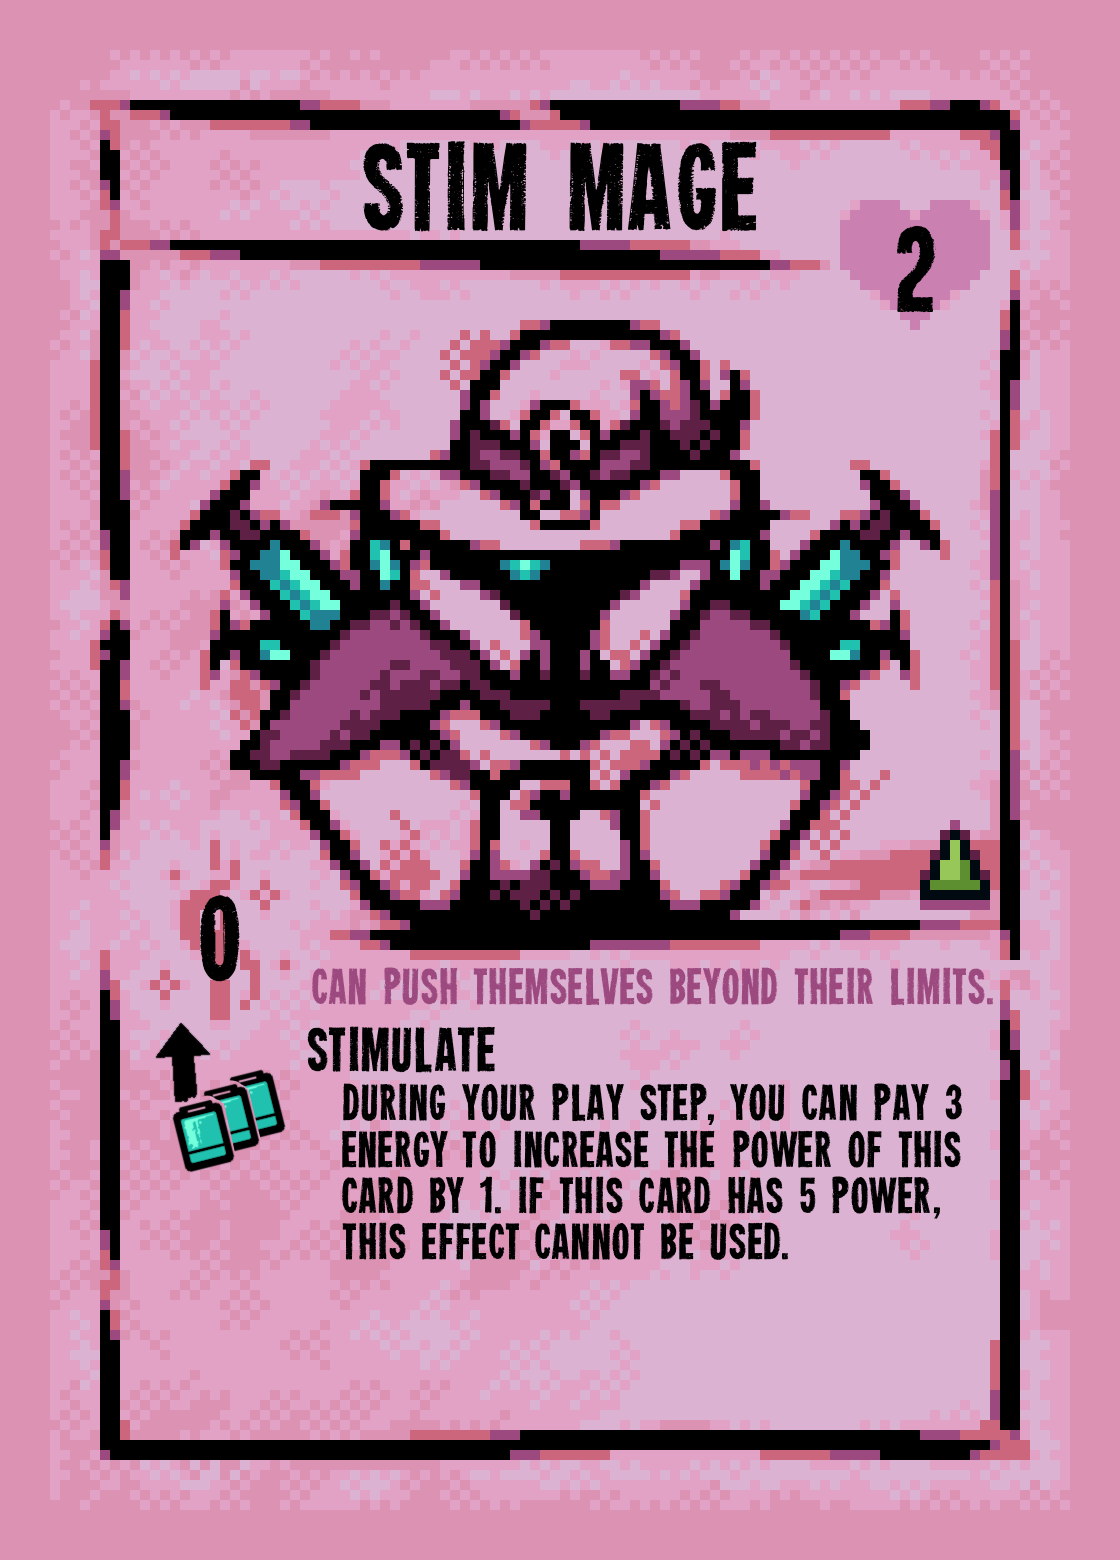 STIM MAGE
2
0
CAN PUSH THEMSELVES BEYOND THEIR LIMITS.
STIMULATE
DURING YOUR PLAY STEP, YOU CAN PAY 3
ENERGY TO INCREASE THE POWER OF THIS
CARD BY 1. IF THIS CARD HAS 5 POWER,
THIS EFFECT CANNOT BE USED.